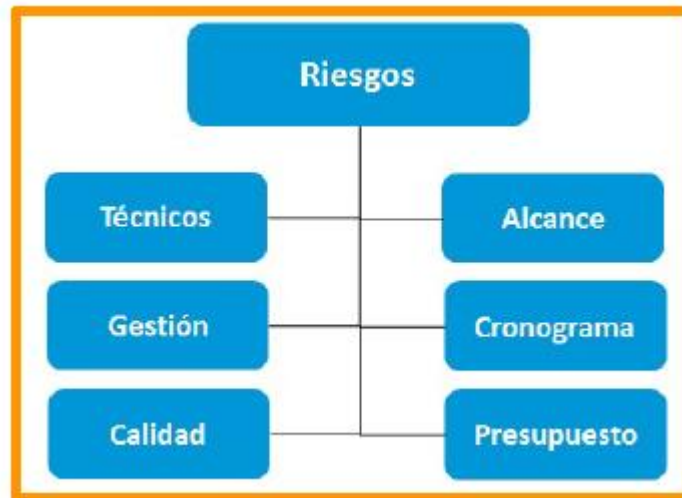 Riesgos
Técnicos
Alcance
Gestión
Cronograma
Calidad
Presupuesto